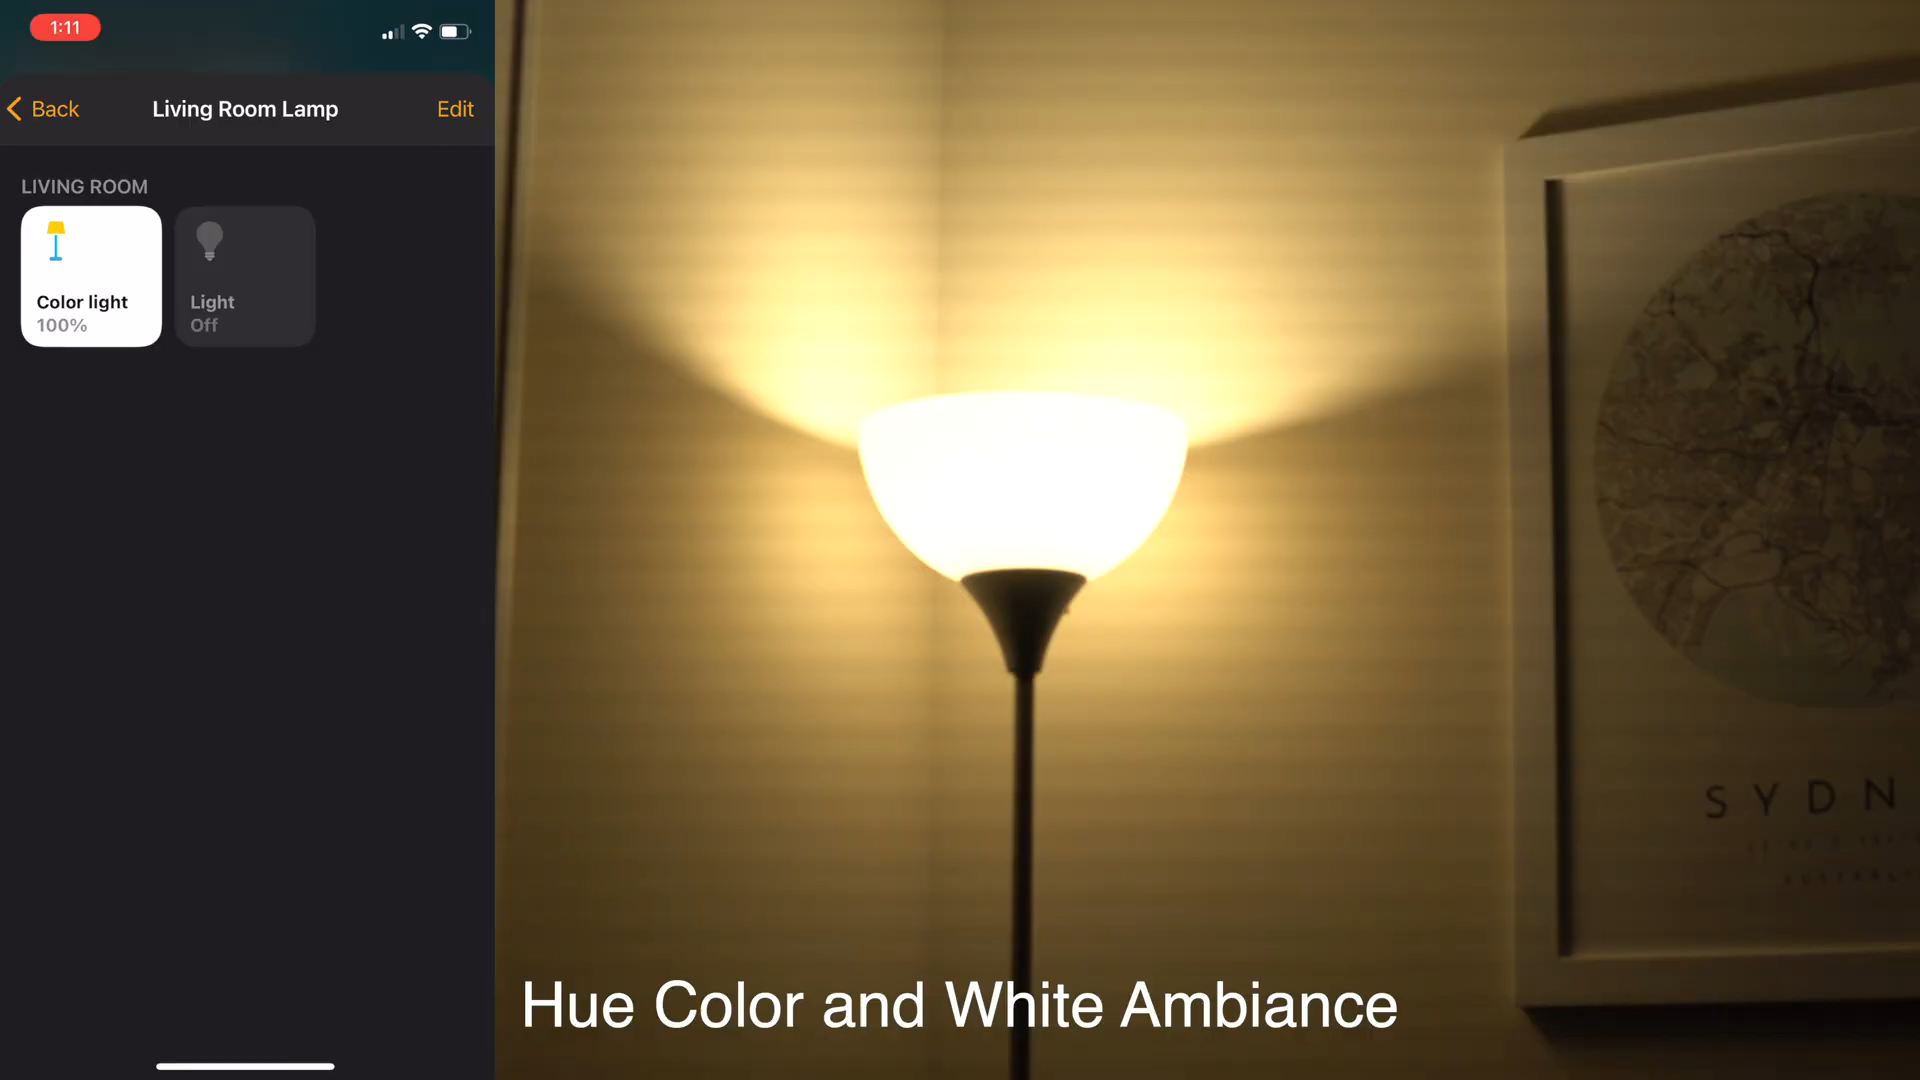 1:11
Back
Living Room Lamp
Edit
LIVING ROOM
Color light
100%
Light
Off
SYDN
Hue Color and White Ambiance